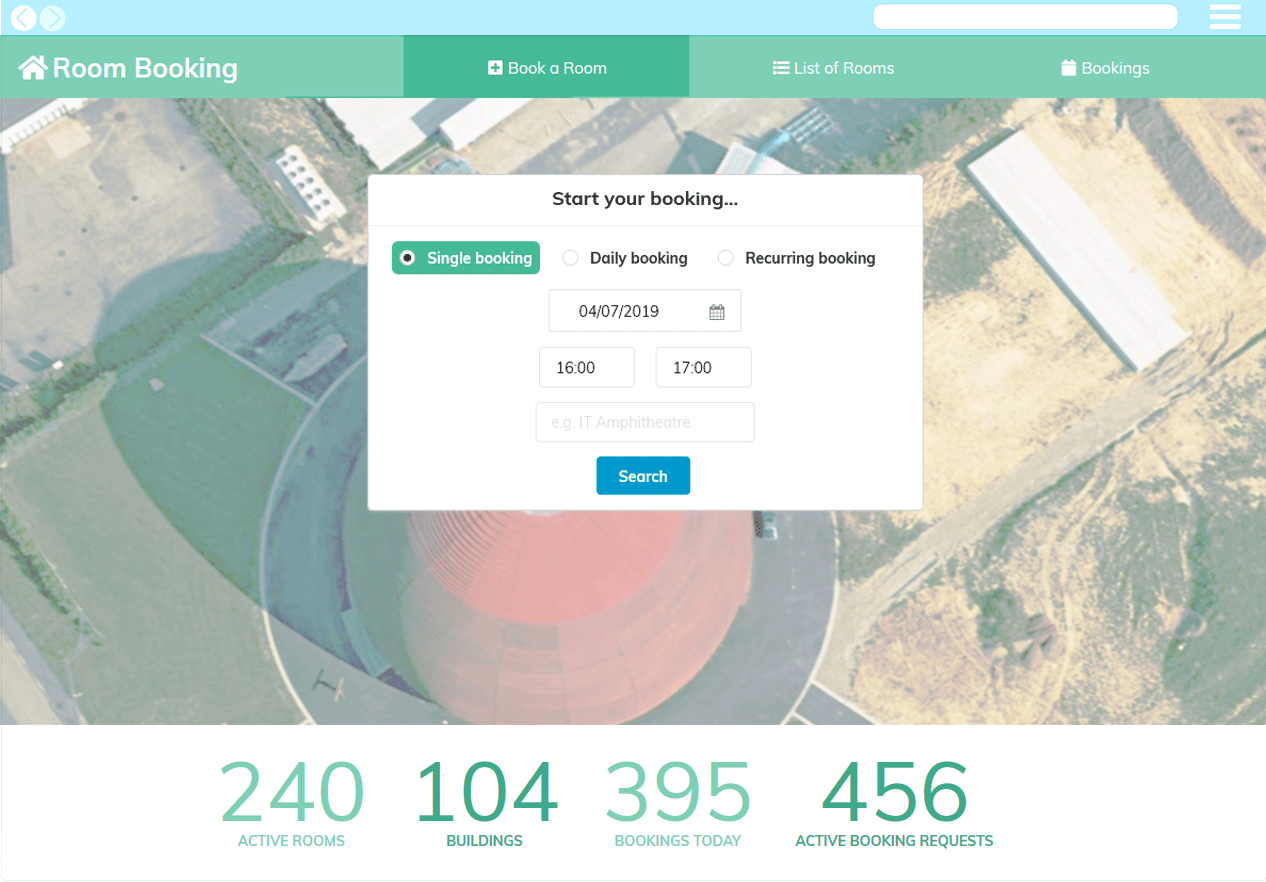 Room Booking
Book a Room
List of Rooms
Bookings
Start your booking...
Single booking
Daily booking
Recurring booking
04/07/2019
16:00
17:00
e.g. IT Amphitheatre
Search
240
104
395
456
ACTIVE ROOMS
BUILDINGS
BOOKINGS TODAY
ACTIVE BOOKING REQUESTS